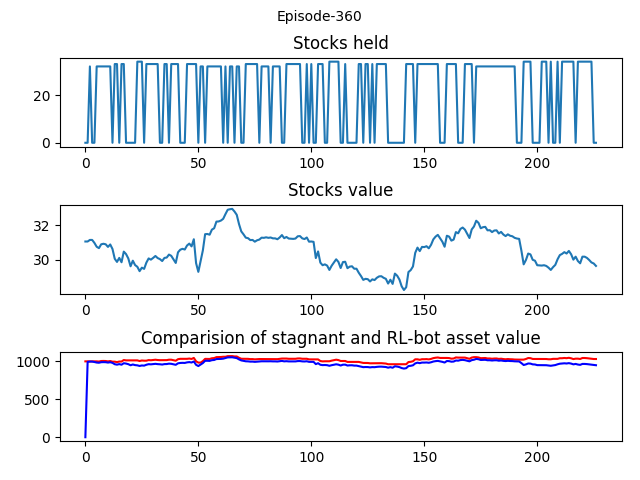 Episode-360
Stocks held
20
0
0 50 100 150 200
Stocks value
32
30
0 50 100 150 200
Comparision of stagnant and RL-bot asset value
1000
500
0
0 50 100 150 200